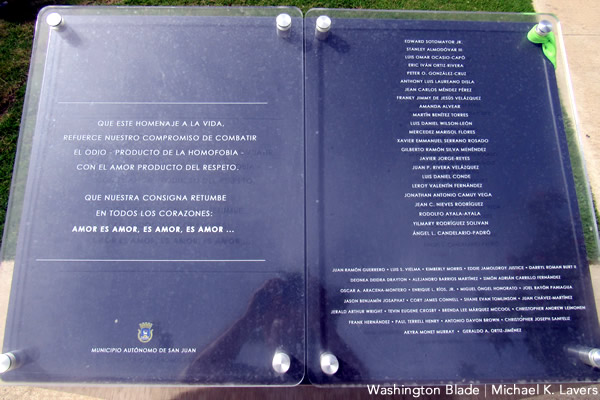 QUE ESTE HOMENAJE A LA VIDA,
REFUERCE NUESTRO COMPROMISO DE COMBATIR
EL ODIO - PRODUCTO DE LA HOMOFOBIA -
CON EL AMOR PRODUCTO DEL RESPETO.
QUE NUESTRA CONSIGNA RETUMBE
EN TODOS LOS CORAZONES:
AMOR ES AMOR, ES AMOR, ES AMOR ...
MUNICIPIO AUTÓNOMO DE SAN JUAN
EDWARD SOTOMAYOR JR.
STANLEY ALMODÓVAR III
LUIS OMAR OCASIO-CAPÓ
ERIC IVÁN ORTIZ RIVERA
PETER O. GONZÁLEZ-CRUZ
ANTHONY LUIS LAUREANO DISLA
JEAN CARLOS MÉNDEZ PÉREZ
FRANKY JIMMY DE JESÚS VELÁZQUEZ
AMANDA ALVEAR
MARTÍN BENÍTEZ TORRES
LUIS DANIEL WILSON-LEÓN
MERCEDEZ MARISOL FLORES
XAVIER EMMANUEL SERRANO ROSADO
GILBERTO RAMÓN SILVA MENÉNDEZ
JAVIER JORGE-REYES
JUAN P. RIVERA VELÁZQUEZ
LUIS DANIEL CONDE
LEROY VALENTÍN FERNÁNDEZ
JONATHAN ANTONIO CAMUY VEGA
JEAN C. NIEVES RODRÍGUEZ
RODOLFO AYALA-AYALA
YILMARY RODRÍGUEZ SOLIVAN
ÁNGEL L. CANDELARIO-PADRÓ
JUAN RAMÓN GUERRERO • LUIS S. VIELMA • KIMBERLY MORRIS • EDDIE JAMOLDROY JUSTICE • DARRYL ROMAN BURT II
DEONKA DEIDRA DRAYTON • ALEJANDRO BARRIOS MARTÍNEZ • SIMÓN ADRIÁN CARRILLO FERNÁNDEZ
OSCAR A. ARACENA-MONTERO • ENRIQUE L. RÍOS, JR. • MIGUEL ÁNGEL HONORATO • JOEL RAYÓN PANIAGUA
JASON BENJAMIN JOSAPHAT • CORY JAMES CONNELL • SHANE EVAN TOMLINSON • JUAN CHÁVEZ-MARTÍNEZ
JERALD ARTHUR WRIGHT • TEVIN EUGENE CROSBY • BRENDA LEE MÁRQUEZ MCCOOL • CHRISTOPHER ANDREW LEINONEN
FRANK HERNÁNDEZ • PAUL TERRELL HENRY • ANTONIO DAVON BROWN • CHRISTOPHER JOSEPH SANFELIZ
AKYRA MONET MURRAY • GERALDO A. ORTIZ-JIMÉNEZ
Washington Blade | Michael K. Lavers